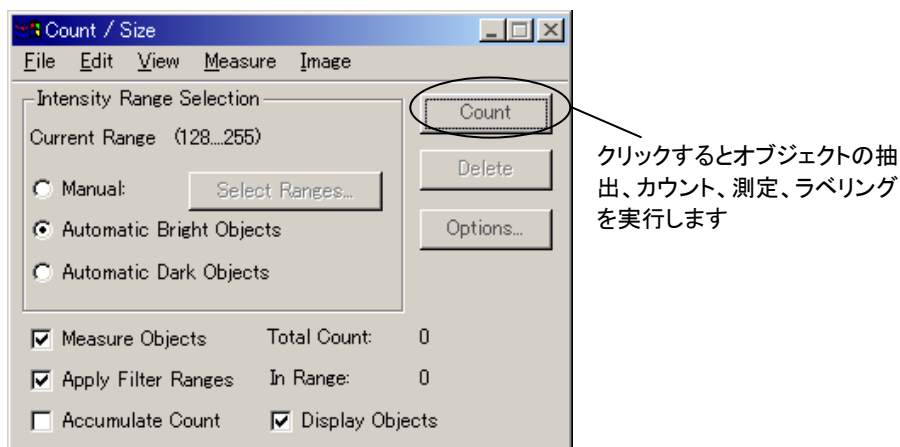 Count / Size
File Edit View Measure Image
Intensity Range Selection
Current Range (128...255)
Manual:
Select Ranges...
Automatic Bright Objects
Automatic Dark Objects
Count
Delete
Options...
Measure Objects Total Count: 0
Apply Filter Ranges In Range: 0
Accumulate Count Display Objects
クリックするとオブジェクトの抽
出、カウント、測定、ラベリング
を実行します